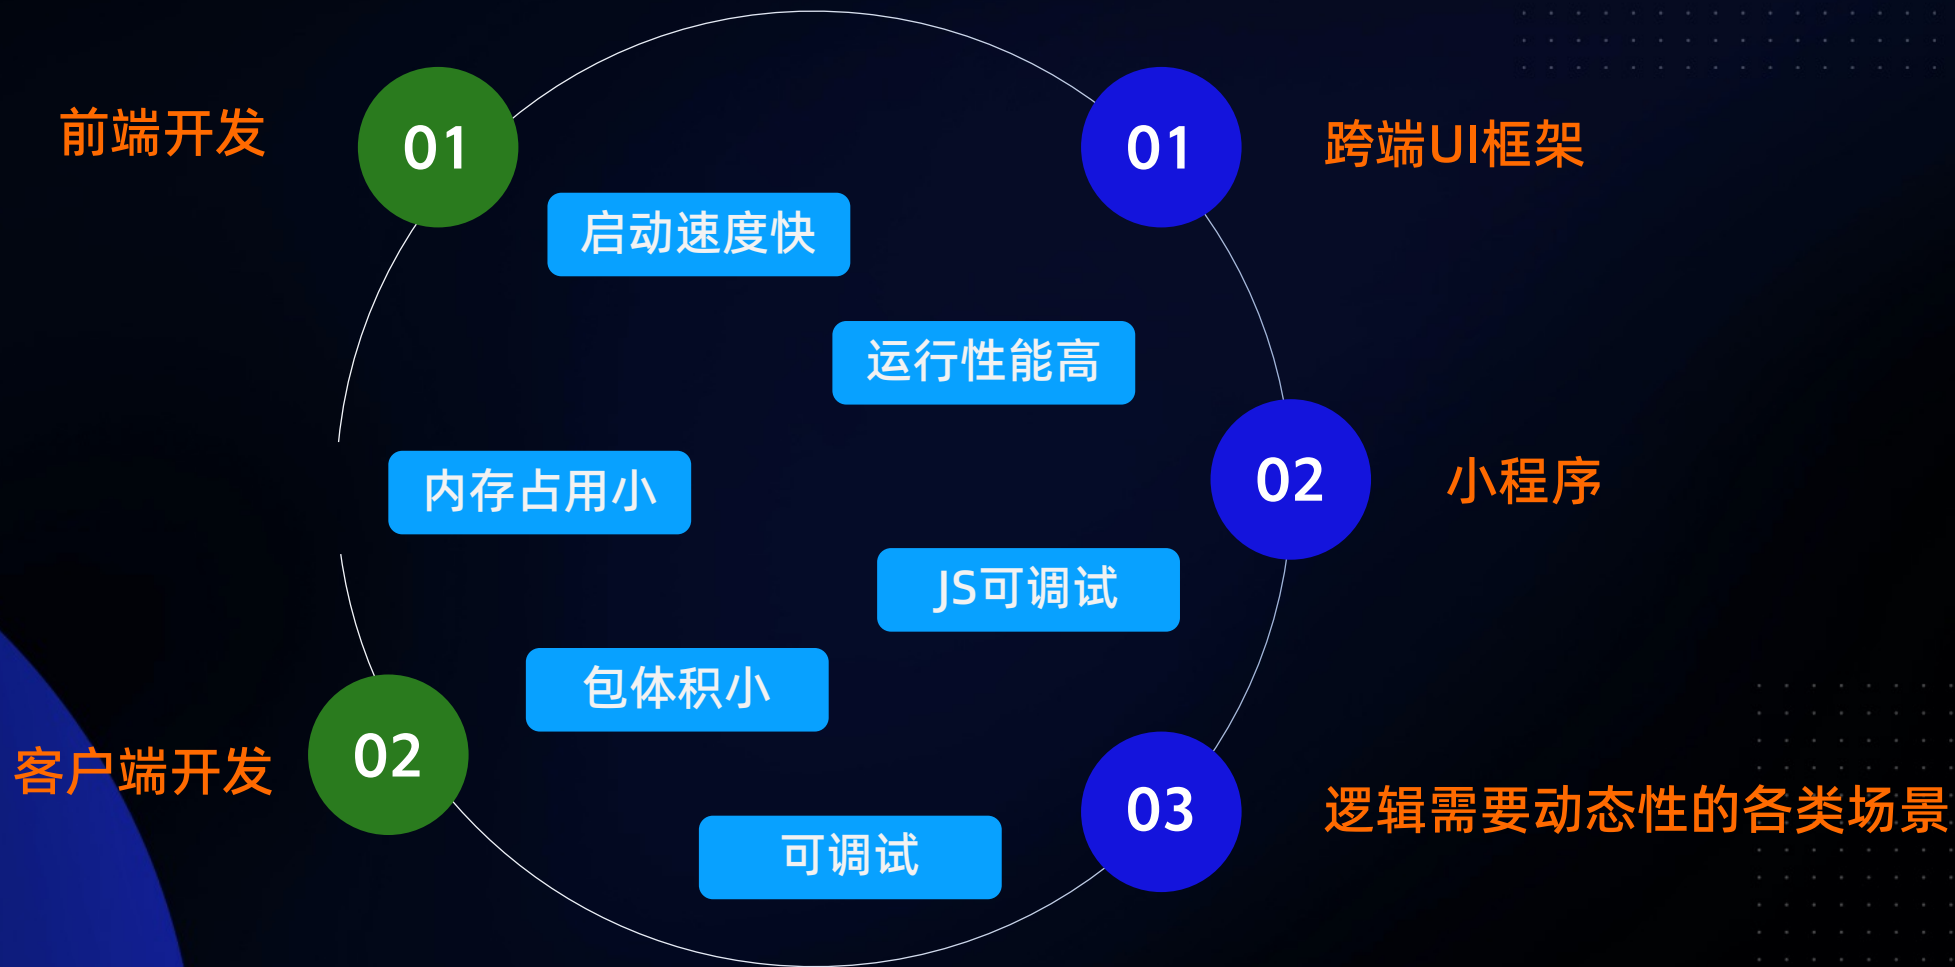 前端开发
01
01
跨端UI框架
启动速度快
运行性能高
内存占用小
02
小程序
JS可调试
包体积小
客户端开发
02
03
逻辑需要动态性的各类场景
可调试